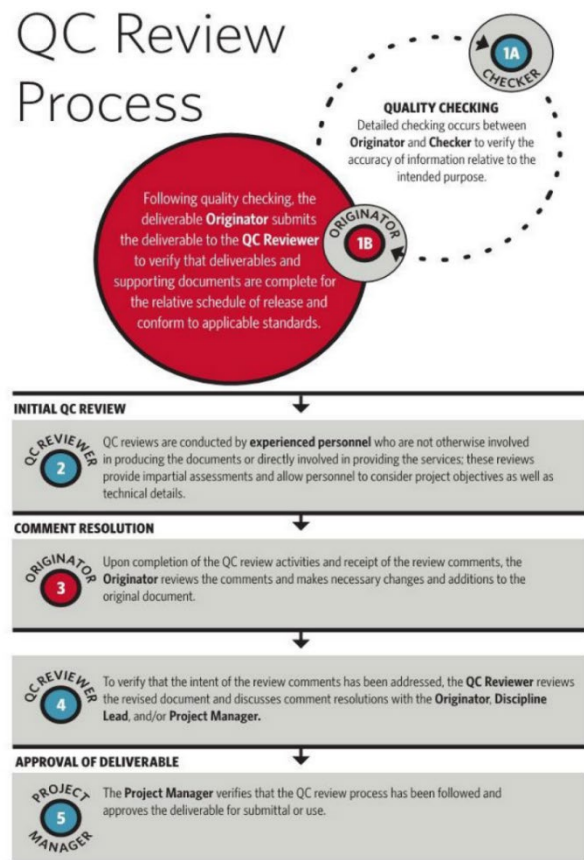 QC Review
Process
1A
CHECKER
QUALITY CHECKING
Detailed checking occurs between
Originator and Checker to verify the
accuracy of information relative to the
intended purpose.
Following quality checking, the
deliverable Originator submits
the deliverable to the QC Reviewer
to verify that deliverables and
supporting documents are complete for
the relative schedule of release and
conform to applicable standards.
ORIGINATOR
1B
INITIAL QC REVIEW
QC REVIEWER
2
QC reviews are conducted by experienced personnel who are not otherwise involved
in producing the documents or directly involved in providing the services; these reviews
provide impartial assessments and allow personnel to consider project objectives as well as
technical details.
COMMENT RESOLUTION
ORIGINATOR
3
Upon completion of the QC review activities and receipt of the review comments, the
Originator reviews the comments and makes necessary changes and additions to the
original document.
QC REVIEWER
4
To verify that the intent of the review comments has been addressed, the QC Reviewer reviews
the revised document and discusses comment resolutions with the Originator, Discipline
Lead, and/or Project Manager.
APPROVAL OF DELIVERABLE
PROJECT
5
MANAGER
The Project Manager verifies that the QC review process has been followed and
approves the deliverable for submittal or use.